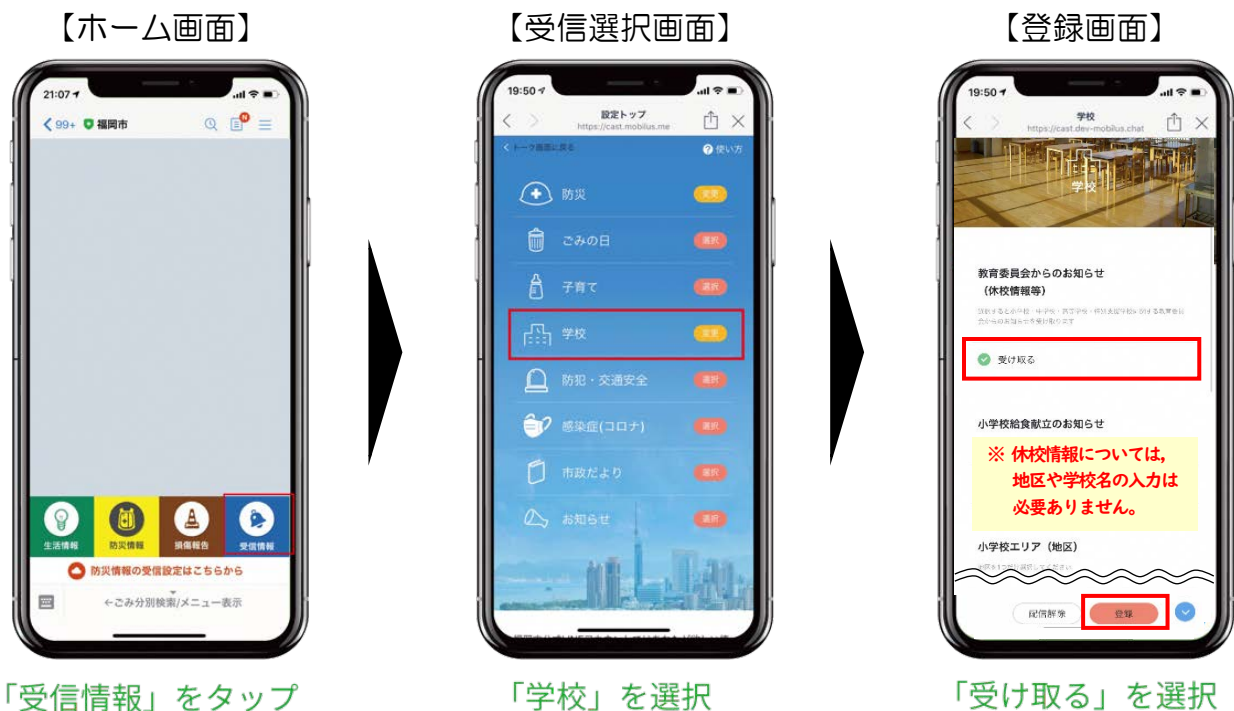 【ホーム画面】
21:07
99+ 福岡市
N
生活情報
防災情報
損傷報告
受信情報
防災情報の受信設定はこちらから
←ごみ分別検索/メニュー表示
「受信情報」をタップ
【受信選択画面】
19:50
設定トップ
https://cast.mobilus.me
トーク画面に戻る
? 使い方
防災 変更
ごみの日 選択
子育て 選択
学校 変更
防犯・交通安全 選択
感染症(コロナ) 選択
市政だより 選択
お知らせ 選択
「学校」を選択
【登録画面】
19:50
学校
https://cast.dev-mobilus.chat
学校
教育委員会からのお知らせ
（休校情報等）
受け取る
小学校給食献立のお知らせ
※ 休校情報については、
地区や学校名の入力は
必要ありません。
小学校エリア（地区）
配信解除
登録
「受け取る」を選択